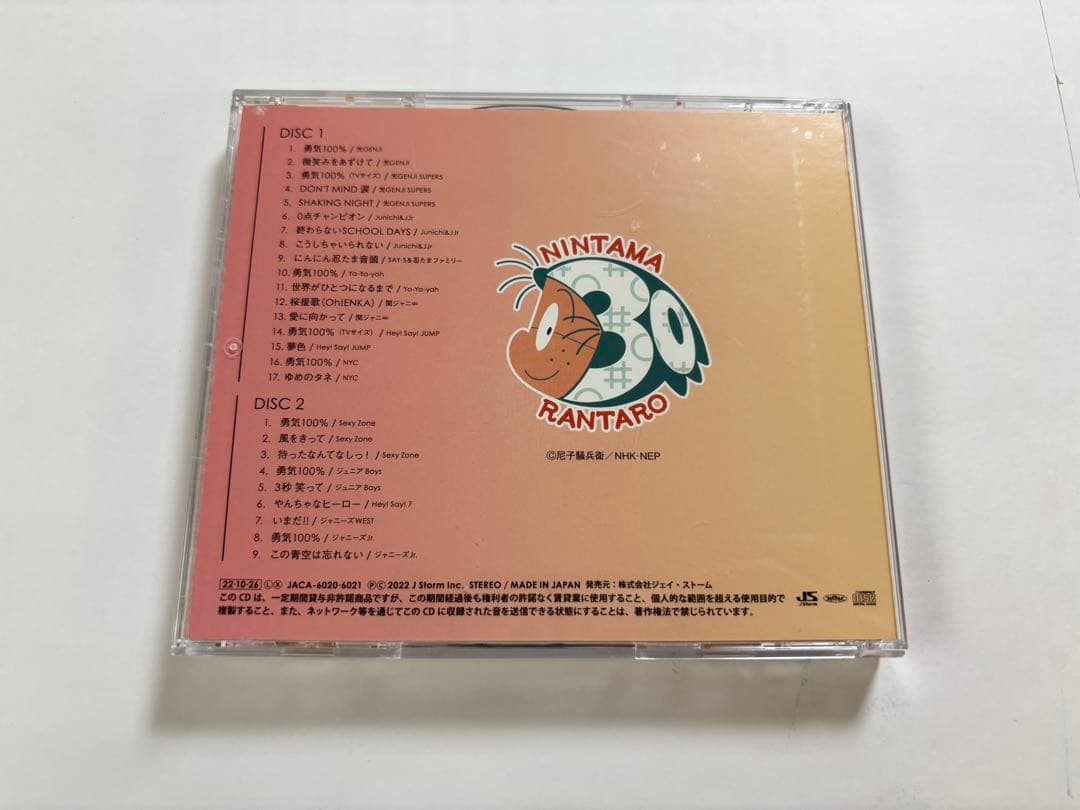 DISC 1
1. 勇気100% / 光GENJI
2. 微笑みをあずけて / 光GENJI
3. 勇気100%（TVサイズ）/ 光GENJI SUPER5
4. DON'T MIND 涙 / 光GENJI SUPER5
5. SHAKING NIGHT / 光GENJI SUPER5
6. 0点チャンピオン / Junichi&JJr
7. 終わらないSCHOOL DAYS / Junichi&JJr
8. こうしちゃいられない / Junichi&JJr
9. にんにん忍たま音頭 / SAY-S&忍たまファミリー
10. 勇気100% / Ya-Ya-yah
11. 世界がひとつになるまで / Ya-Ya-yah
12. 桜援歌（Oh!ENKA）/ 関ジャニ∞
13. 愛に向かって / 関ジャニ∞
14. 勇気100%（TVサイズ）/ Hey! Say! JUMP
15. 夢色 / Hey! Say! JUMP
16. 勇気100% / NYC
17. ゆめのタネ / NYC
DISC 2
1. 勇気100% / Sexy Zone
2. 風をきって / Sexy Zone
3. 待ったなんてなしっ! / Sexy Zone
4. 勇気100% / ジュニア Boys
5. 3秒 笑って / ジュニア Boys
6. やんちゃなヒーロー / Hey! Say! 7
7. いまだ!! / ジャニーズWEST
8. 勇気100% / ジャニーズJr.
9. この青空は忘れない / ジャニーズJr.
NINTAMA
30
RANTARO
©尼子騒兵衛／NHK・NEP
22・10・26 Ⓛ Ⓧ JACA-6020-6021 ℗©2022 J Storm Inc. STEREO / MADE IN JAPAN 発売元：株式会社ジェイ・ストーム
このCDは、一定期間貸与非許諾商品ですが、この期間経過後も権利者の許諾なく賃貸業に使用すること、個人的な範囲を超える使用目的で
複製すること、また、ネットワーク等を通じてこのCDに収録された音を送信できる状態にすることは、著作権法で禁じられています。
JS
J Storm